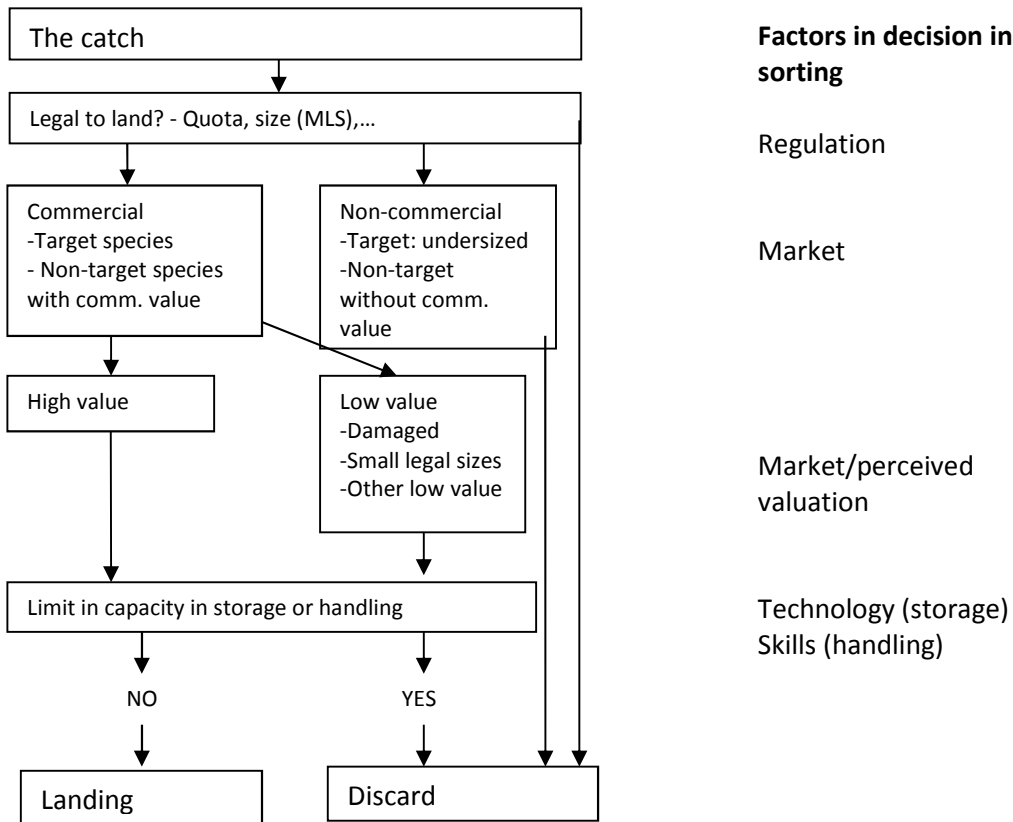 The catch
Factors in decision in
sorting
Legal to land? - Quota, size (MLS),...
Regulation
Commercial
-Target species
- Non-target species
with comm. value
Non-commercial
-Target: undersized
-Non-target
without comm.
value
Market
High value
Low value
-Damaged
-Small legal sizes
-Other low value
Market/perceived
valuation
Limit in capacity in storage or handling
Technology (storage)
Skills (handling)
NO
YES
Landing
Discard